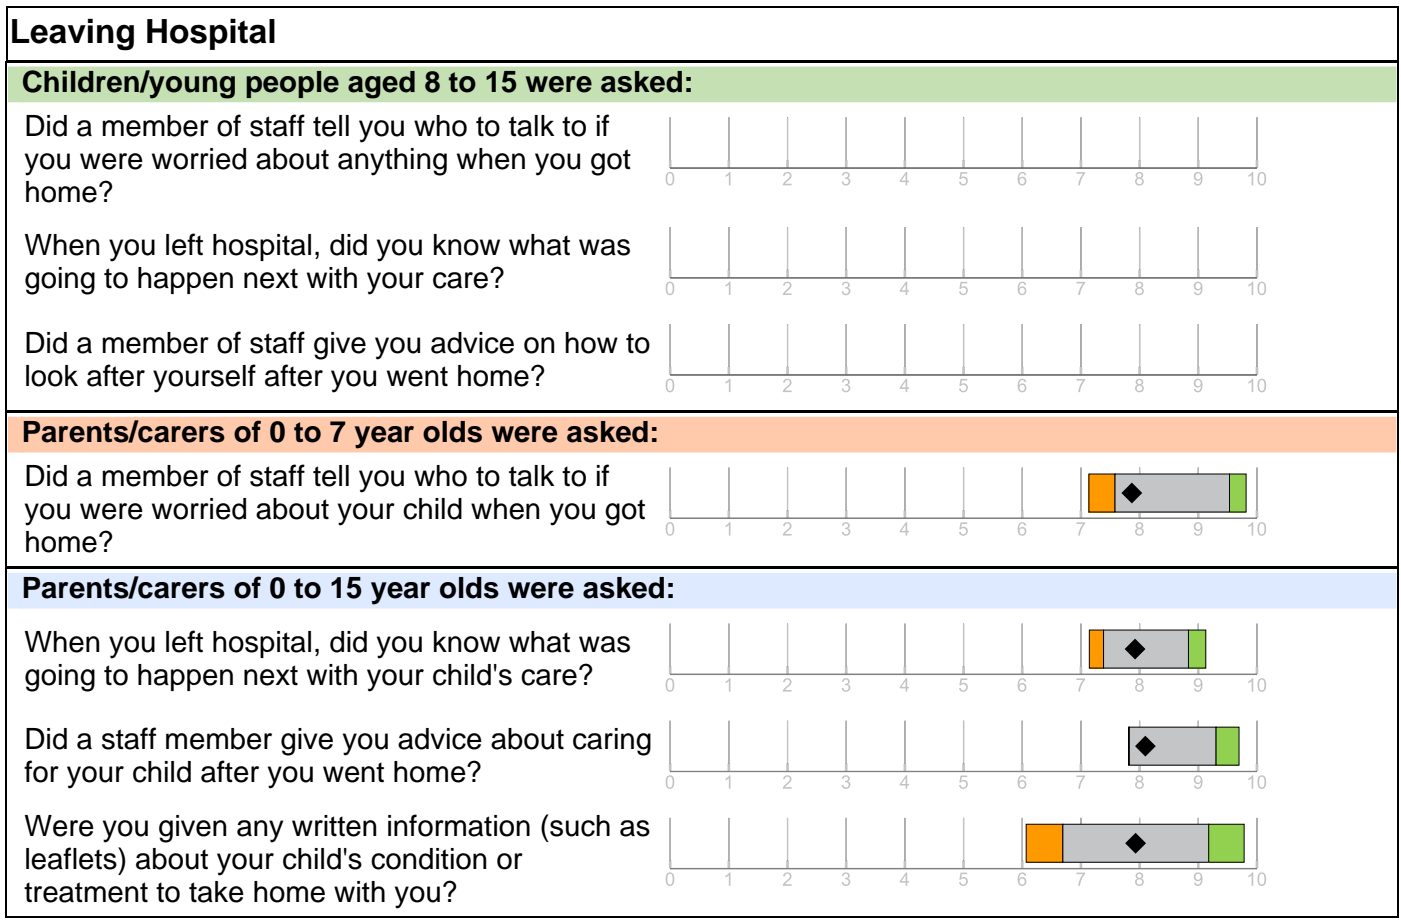 Leaving Hospital
Children/young people aged 8 to 15 were asked:
Did a member of staff tell you who to talk to if
you were worried about anything when you got
home?
0 1 2 3 4 5 6 7 8 9 10
When you left hospital, did you know what was
going to happen next with your care?
0 1 2 3 4 5 6 7 8 9 10
Did a member of staff give you advice on how to
look after yourself after you went home?
0 1 2 3 4 5 6 7 8 9 10
Parents/carers of 0 to 7 year olds were asked:
Did a member of staff tell you who to talk to if
you were worried about your child when you got
home?
0 1 2 3 4 5 6 7 8 9 10
Parents/carers of 0 to 15 year olds were asked:
When you left hospital, did you know what was
going to happen next with your child's care?
0 1 2 3 4 5 6 7 8 9 10
Did a staff member give you advice about caring
for your child after you went home?
0 1 2 3 4 5 6 7 8 9 10
Were you given any written information (such as
leaflets) about your child's condition or
treatment to take home with you?
0 1 2 3 4 5 6 7 8 9 10